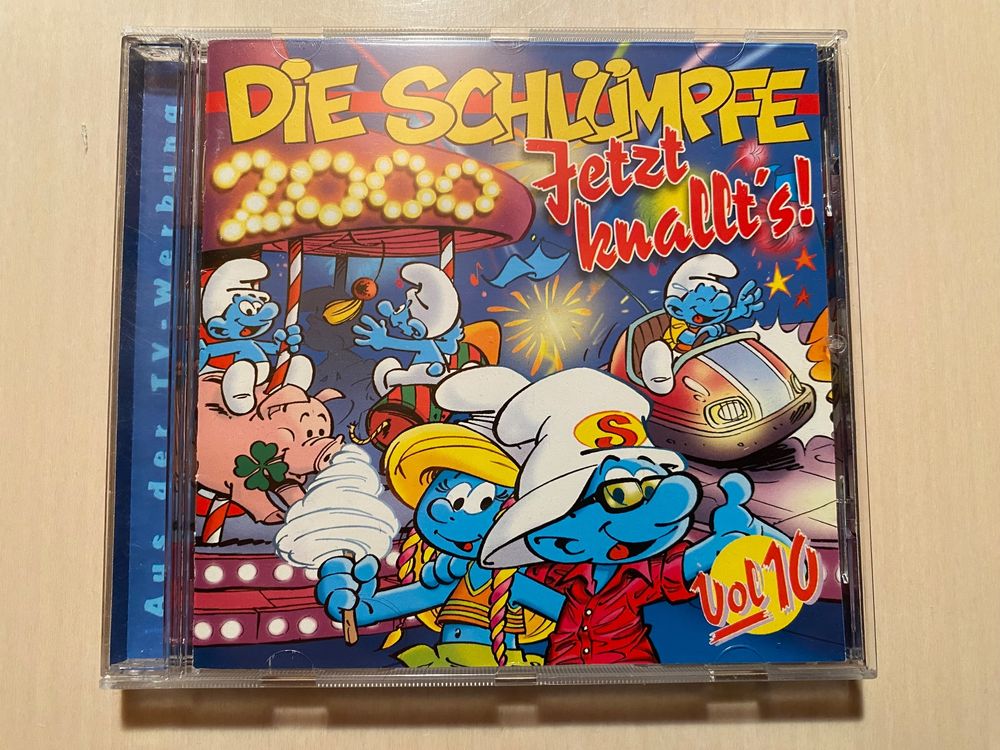 DIE SCHLÜMPFE
2000
Jetzt
knallt's!
S
Vol 10
Aus der TV-Werbung